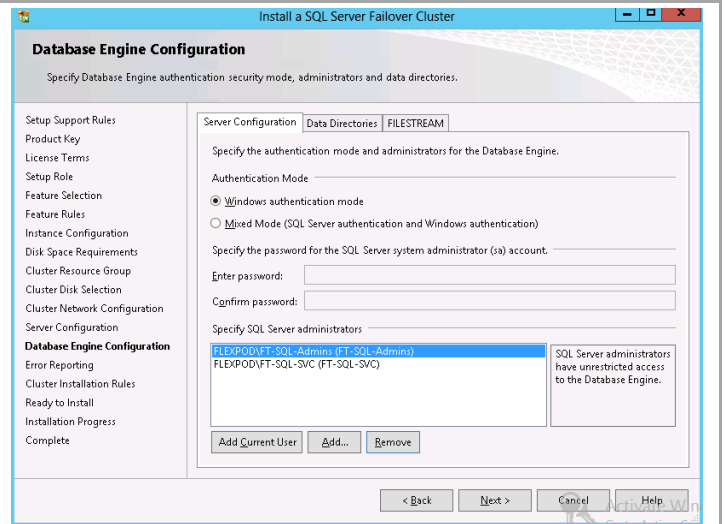 Install a SQL Server Failover Cluster
Database Engine Configuration
Specify Database Engine authentication security mode, administrators and data directories.
Setup Support Rules
Product Key
License Terms
Setup Role
Feature Selection
Feature Rules
Instance Configuration
Disk Space Requirements
Cluster Resource Group
Cluster Disk Selection
Cluster Network Configuration
Server Configuration
Database Engine Configuration
Error Reporting
Cluster Installation Rules
Ready to Install
Installation Progress
Complete
Server Configuration Data Directories FILESTREAM
Specify the authentication mode and administrators for the Database Engine.
Authentication Mode
Windows authentication mode
Mixed Mode (SQL Server authentication and Windows authentication)
Specify the password for the SQL Server system administrator (sa) account.
Enter password:
Confirm password:
Specify SQL Server administrators
FLEXPOD\FT-SQL-Admins (FT-SQL-Admins)
FLEXPOD\FT-SQL-SVC (FT-SQL-SVC)
SQL Server administrators
have unrestricted access
to the Database Engine.
Add Current User Add... Remove
< Back Next > Cancel Help
Activate Win